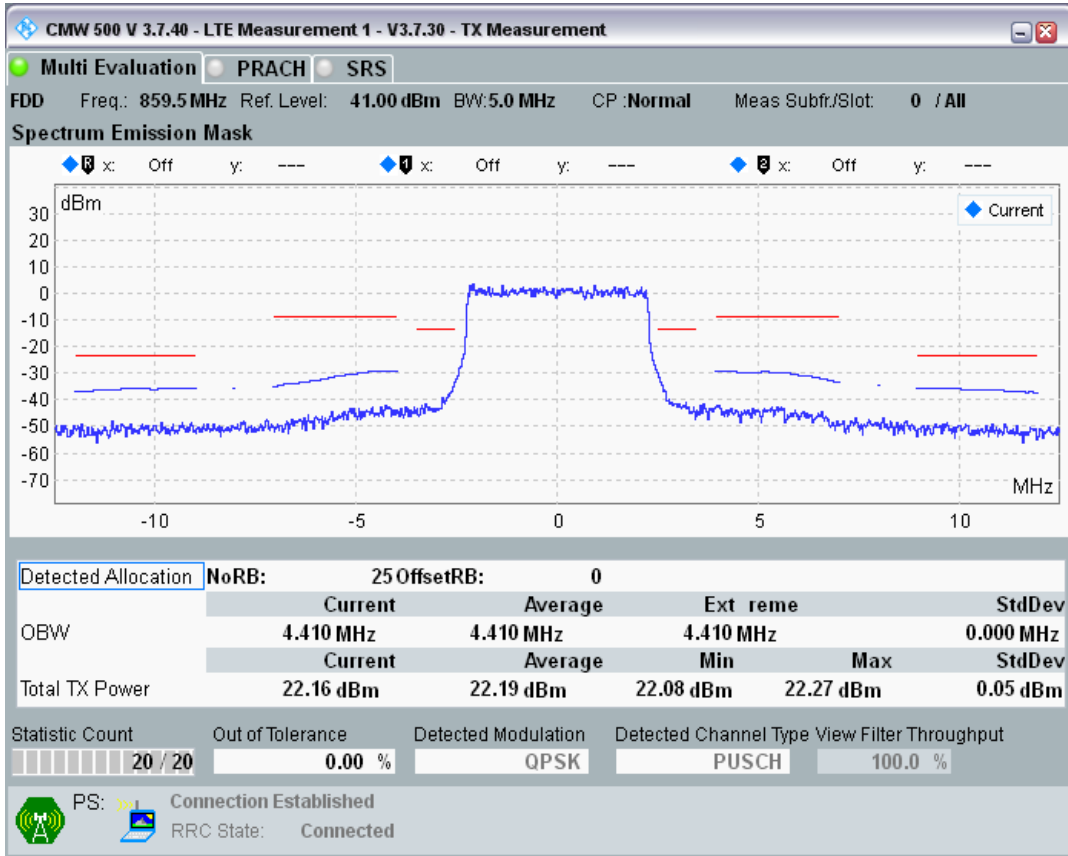 CMW 500 V 3.7.40 - LTE Measurement 1 - V3.7.30 - TX Measurement
Multi Evaluation PRACH SRS
FDD Freq.: 859.5 MHz Ref. Level: 41.00 dBm BW:5.0 MHz CP :Normal Meas Subfr./Slot: 0 / All
Spectrum Emission Mask
R x: Off y: --- 1 x: Off y: --- 2 x: Off y: ---
dBm
Current
30
20
10
0
-10
-20
-30
-40
-50
-60
-70
MHz
-10 -5 0 5 10
Detected Allocation NoRB: 25 OffsetRB: 0
Current Average Ext reme StdDev
OBW 4.410 MHz 4.410 MHz 4.410 MHz 0.000 MHz
Current Average Min Max StdDev
Total TX Power 22.16 dBm 22.19 dBm 22.08 dBm 22.27 dBm 0.05 dBm
Statistic Count Out of Tolerance Detected Modulation Detected Channel Type View Filter Throughput
20 / 20 0.00 % QPSK PUSCH 100.0 %
PS: Connection Established
RRC State: Connected